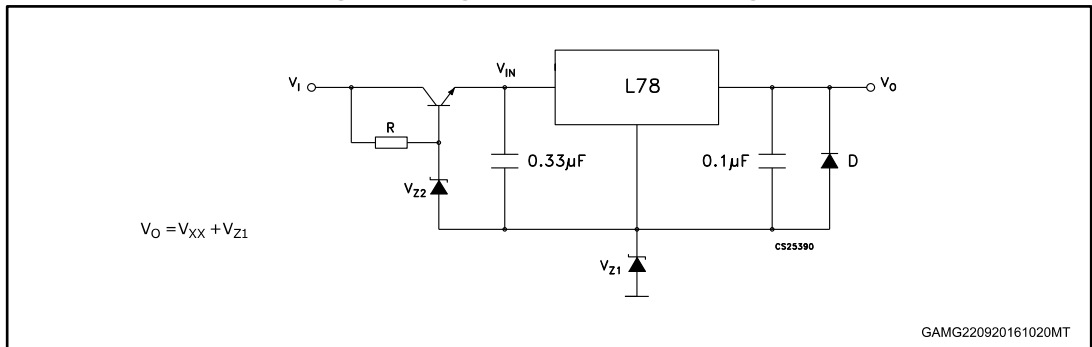 V_I
V_IN
L78
V_O
R
0.33µF
0.1µF
D
V_Z2
V_O =V_XX +V_Z1
CS25390
V_Z1
GAMG220920161020MT